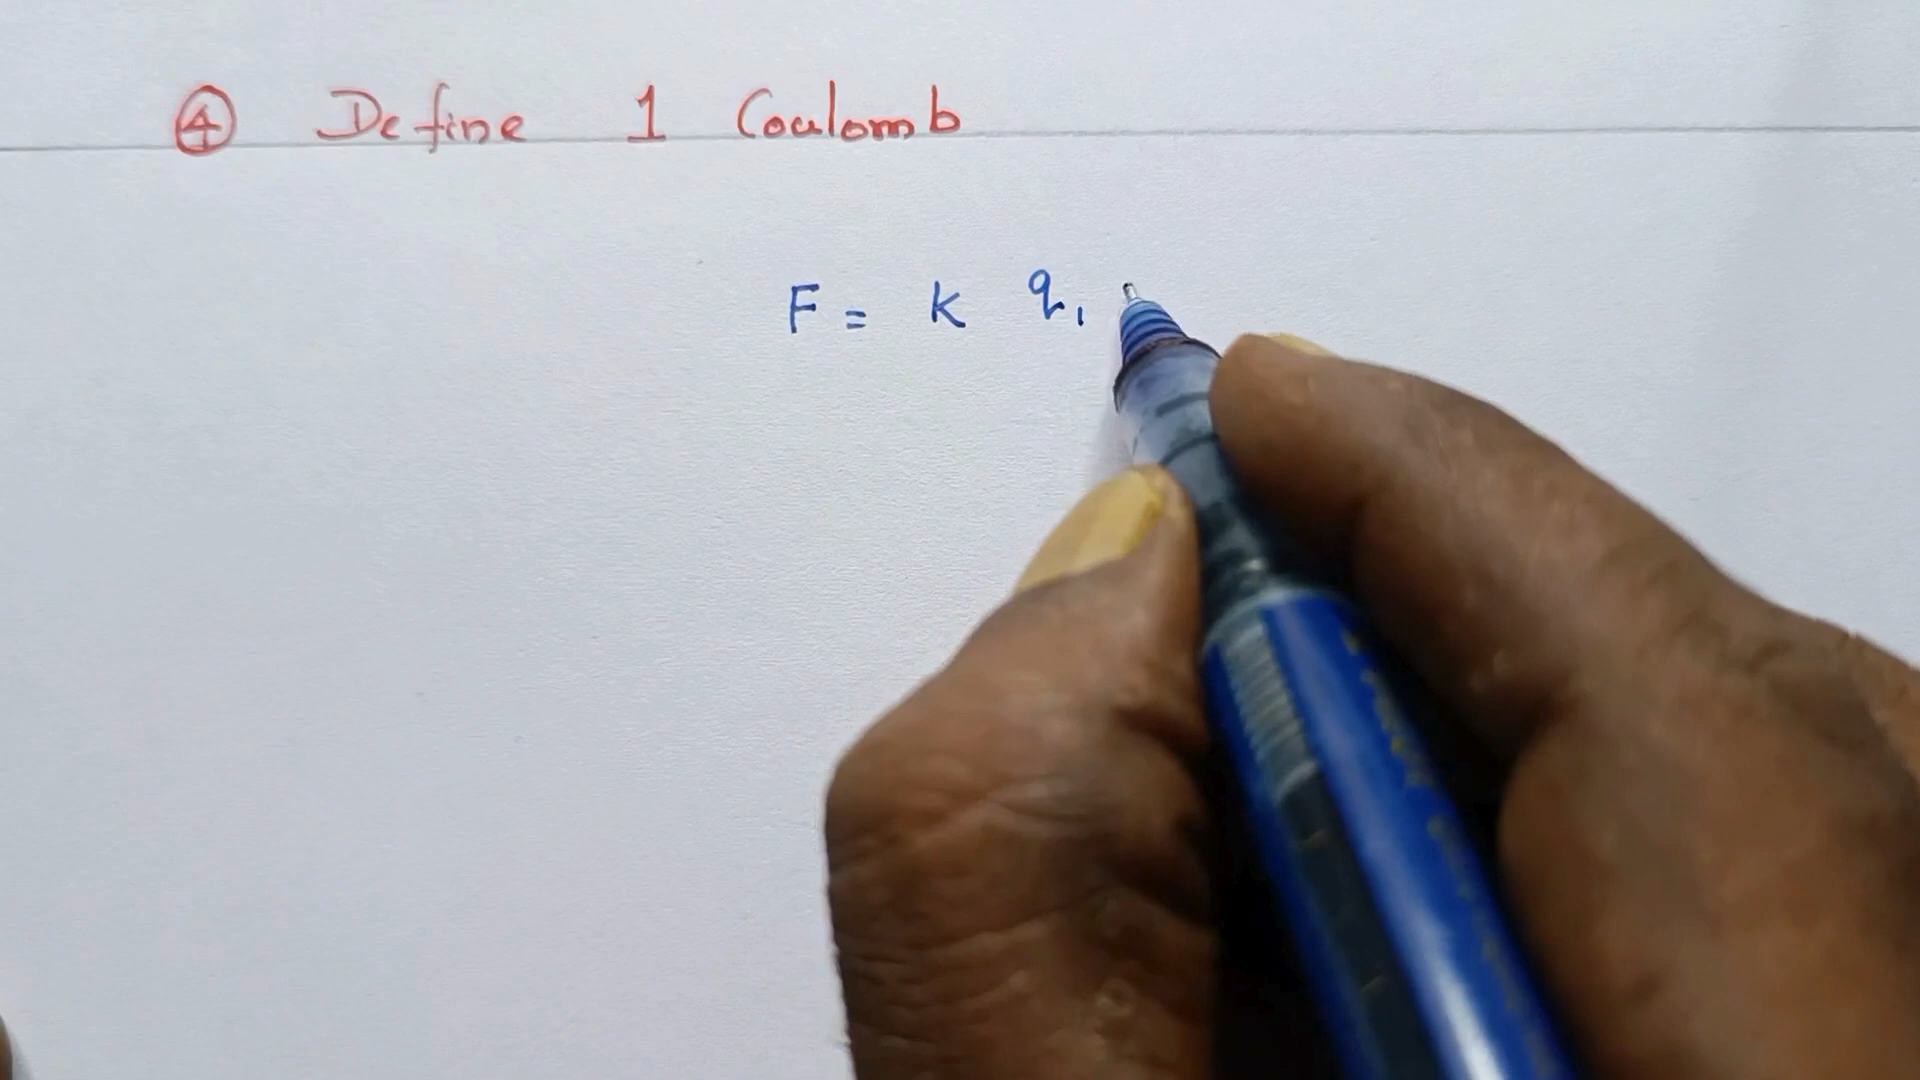 ④ Define 1 Coulomb
F = K q₁